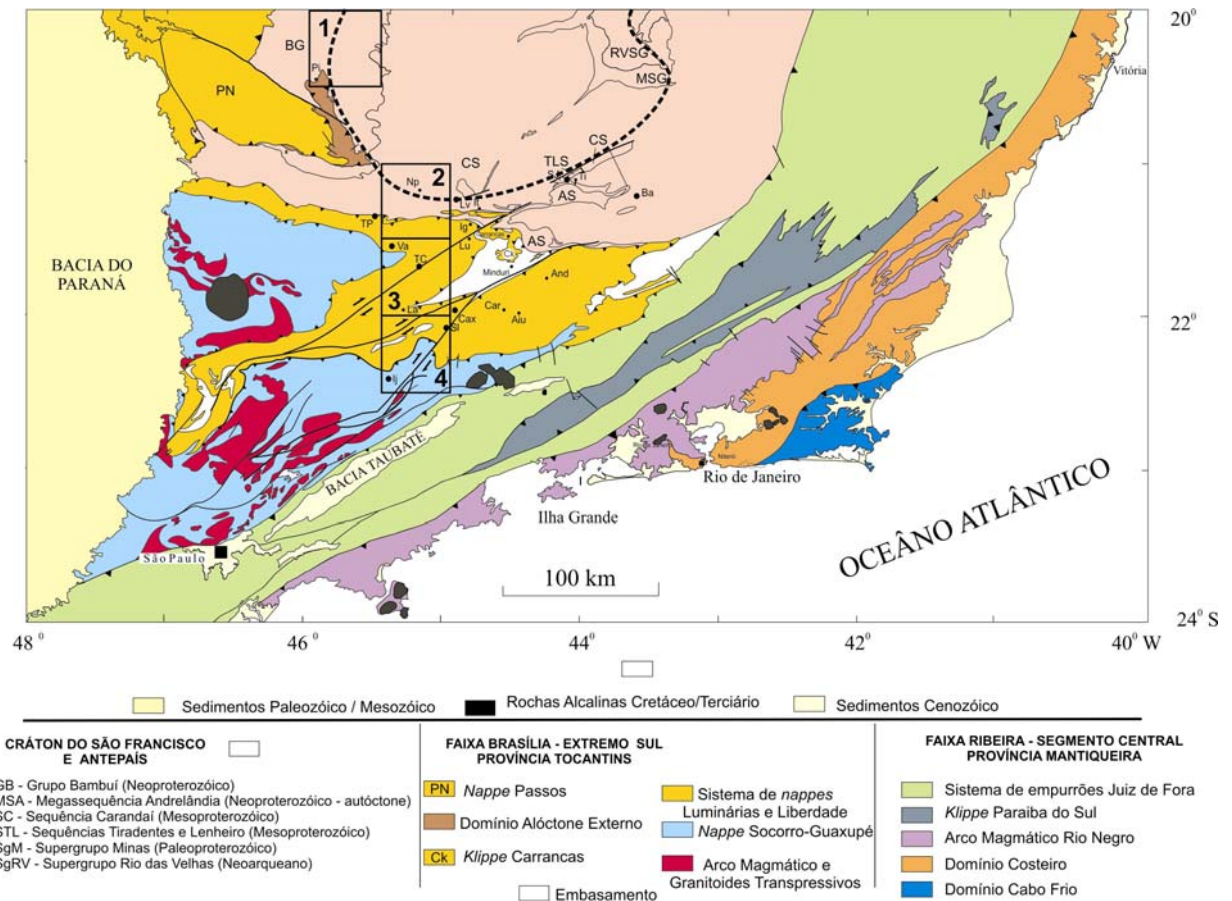 1
20°
BG
RVSG
Pi
MSG
Vitória
PN
CS
CS
TLS
2
Np
Ba
AS
Lv
TP
Ig
Va
Lu
AS
BACIA DO
PARANÁ
TC
Minduri
And
3
La
Car
22°
Cax
Aiu
SI
Ij
4
BACIA TAUBATÉ
Niterói
Rio de Janeiro
Ilha Grande
OCEÂNO ATLÂNTICO
São Paulo
100 km
24° S
48°
46°
44°
42°
40° W
Sedimentos Paleozóico / Mesozóico
Rochas Alcalinas Cretáceo/Terciário
Sedimentos Cenozóico
CRÁTON DO SÃO FRANCISCO
E ANTEPAÍS
GB - Grupo Bambuí (Neoproterozóico)
MSA - Megassequência Andrelândia (Neoproterozóico - autóctone)
SC - Sequência Carandaí (Mesoproterozóico)
STL - Sequências Tiradentes e Lenheiro (Mesoproterozóico)
SgM - Supergrupo Minas (Paleoproterozóico)
SgRV - Supergrupo Rio das Velhas (Neoarqueano)
FAIXA BRASÍLIA - EXTREMO SUL
PROVÍNCIA TOCANTINS
PN Nappe Passos
Domínio Alóctone Externo
Ck Klippe Carrancas
Embasamento
Sistema de nappes
Luminárias e Liberdade
Nappe Socorro-Guaxupé
Arco Magmático e
Granitoides Transpressivos
FAIXA RIBEIRA - SEGMENTO CENTRAL
PROVÍNCIA MANTIQUEIRA
Sistema de empurrões Juiz de Fora
Klippe Paraiba do Sul
Arco Magmático Rio Negro
Domínio Costeiro
Domínio Cabo Frio